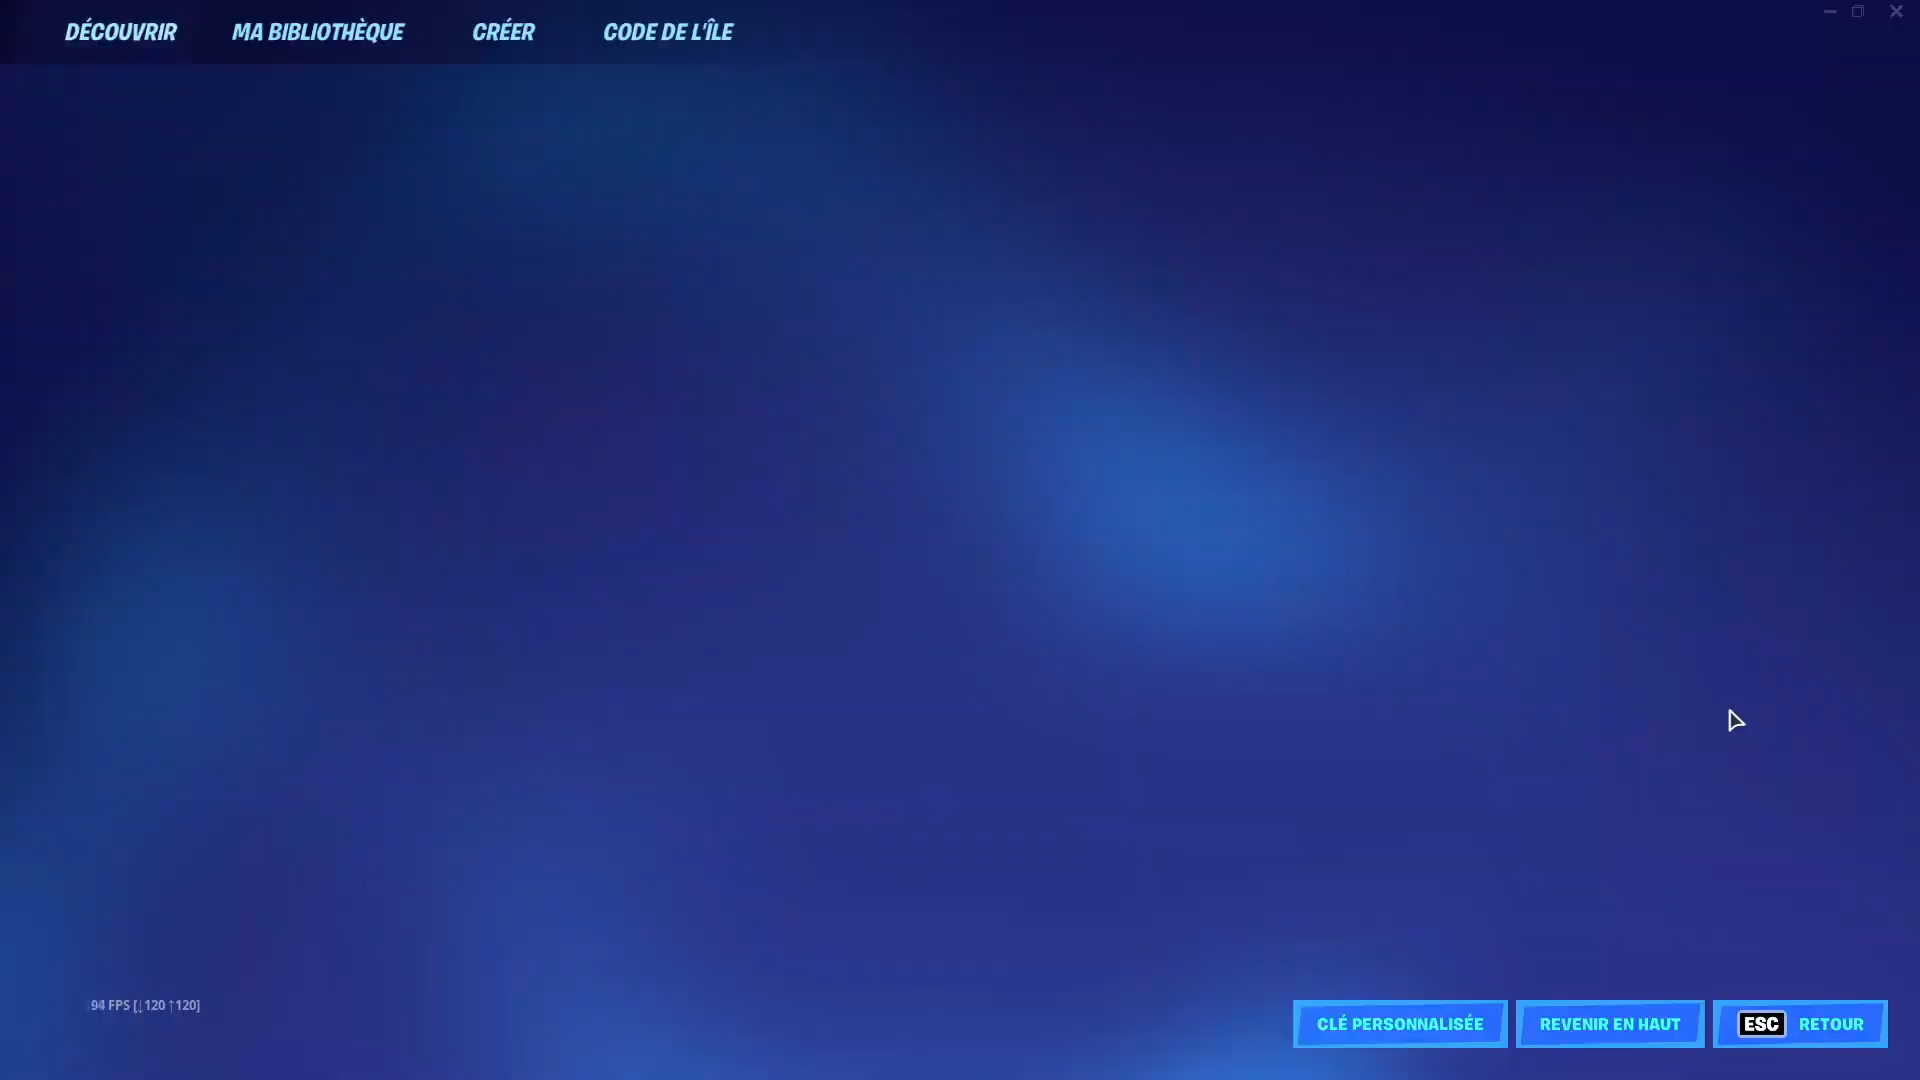 DÉCOUVRIR MA BIBLIOTHÈQUE CRÉER CODE DE L'ÎLE
94 FPS [↓120 ↑120]
CLÉ PERSONNALISÉE REVENIR EN HAUT ESC RETOUR